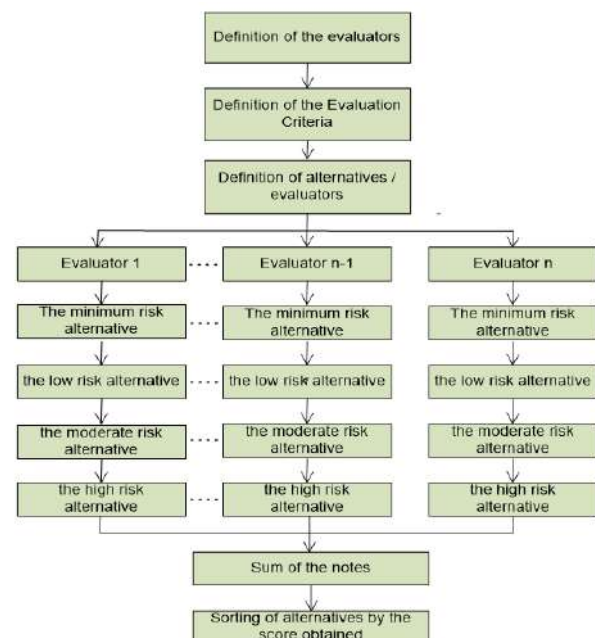 Definition of the evaluators
Definition of the Evaluation
Criteria
Definition of alternatives /
evaluators
Evaluator 1
Evaluator n-1
Evaluator n
The minimum risk
alternative
The minimum risk
alternative
The minimum risk
alternative
the low risk alternative
the low risk alternative
the low risk alternative
the moderate risk
alternative
the moderate risk
alternative
the moderate risk
alternative
the high risk
alternative
the high risk
alternative
the high risk
alternative
Sum of the notes
Sorting of alternatives by the
score obtained